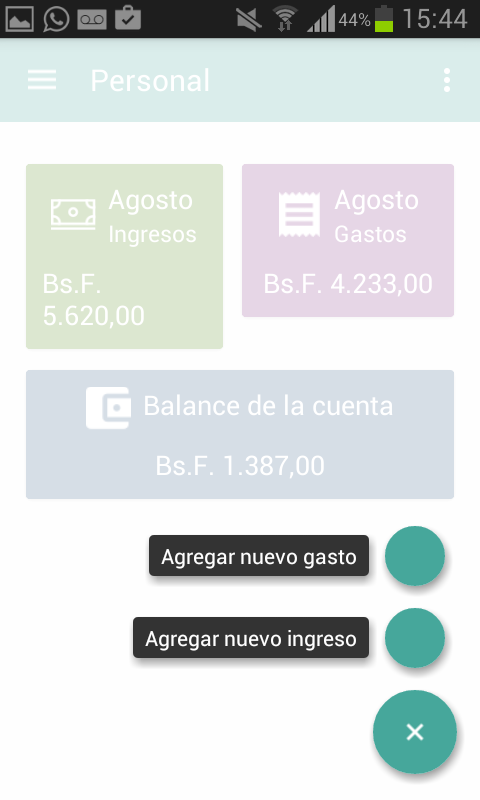 44% 15:44
Personal
Agosto
Ingresos
Bs.F.
5.620,00
Agosto
Gastos
Bs.F. 4.233,00
Balance de la cuenta
Bs.F. 1.387,00
Agregar nuevo gasto
Agregar nuevo ingreso